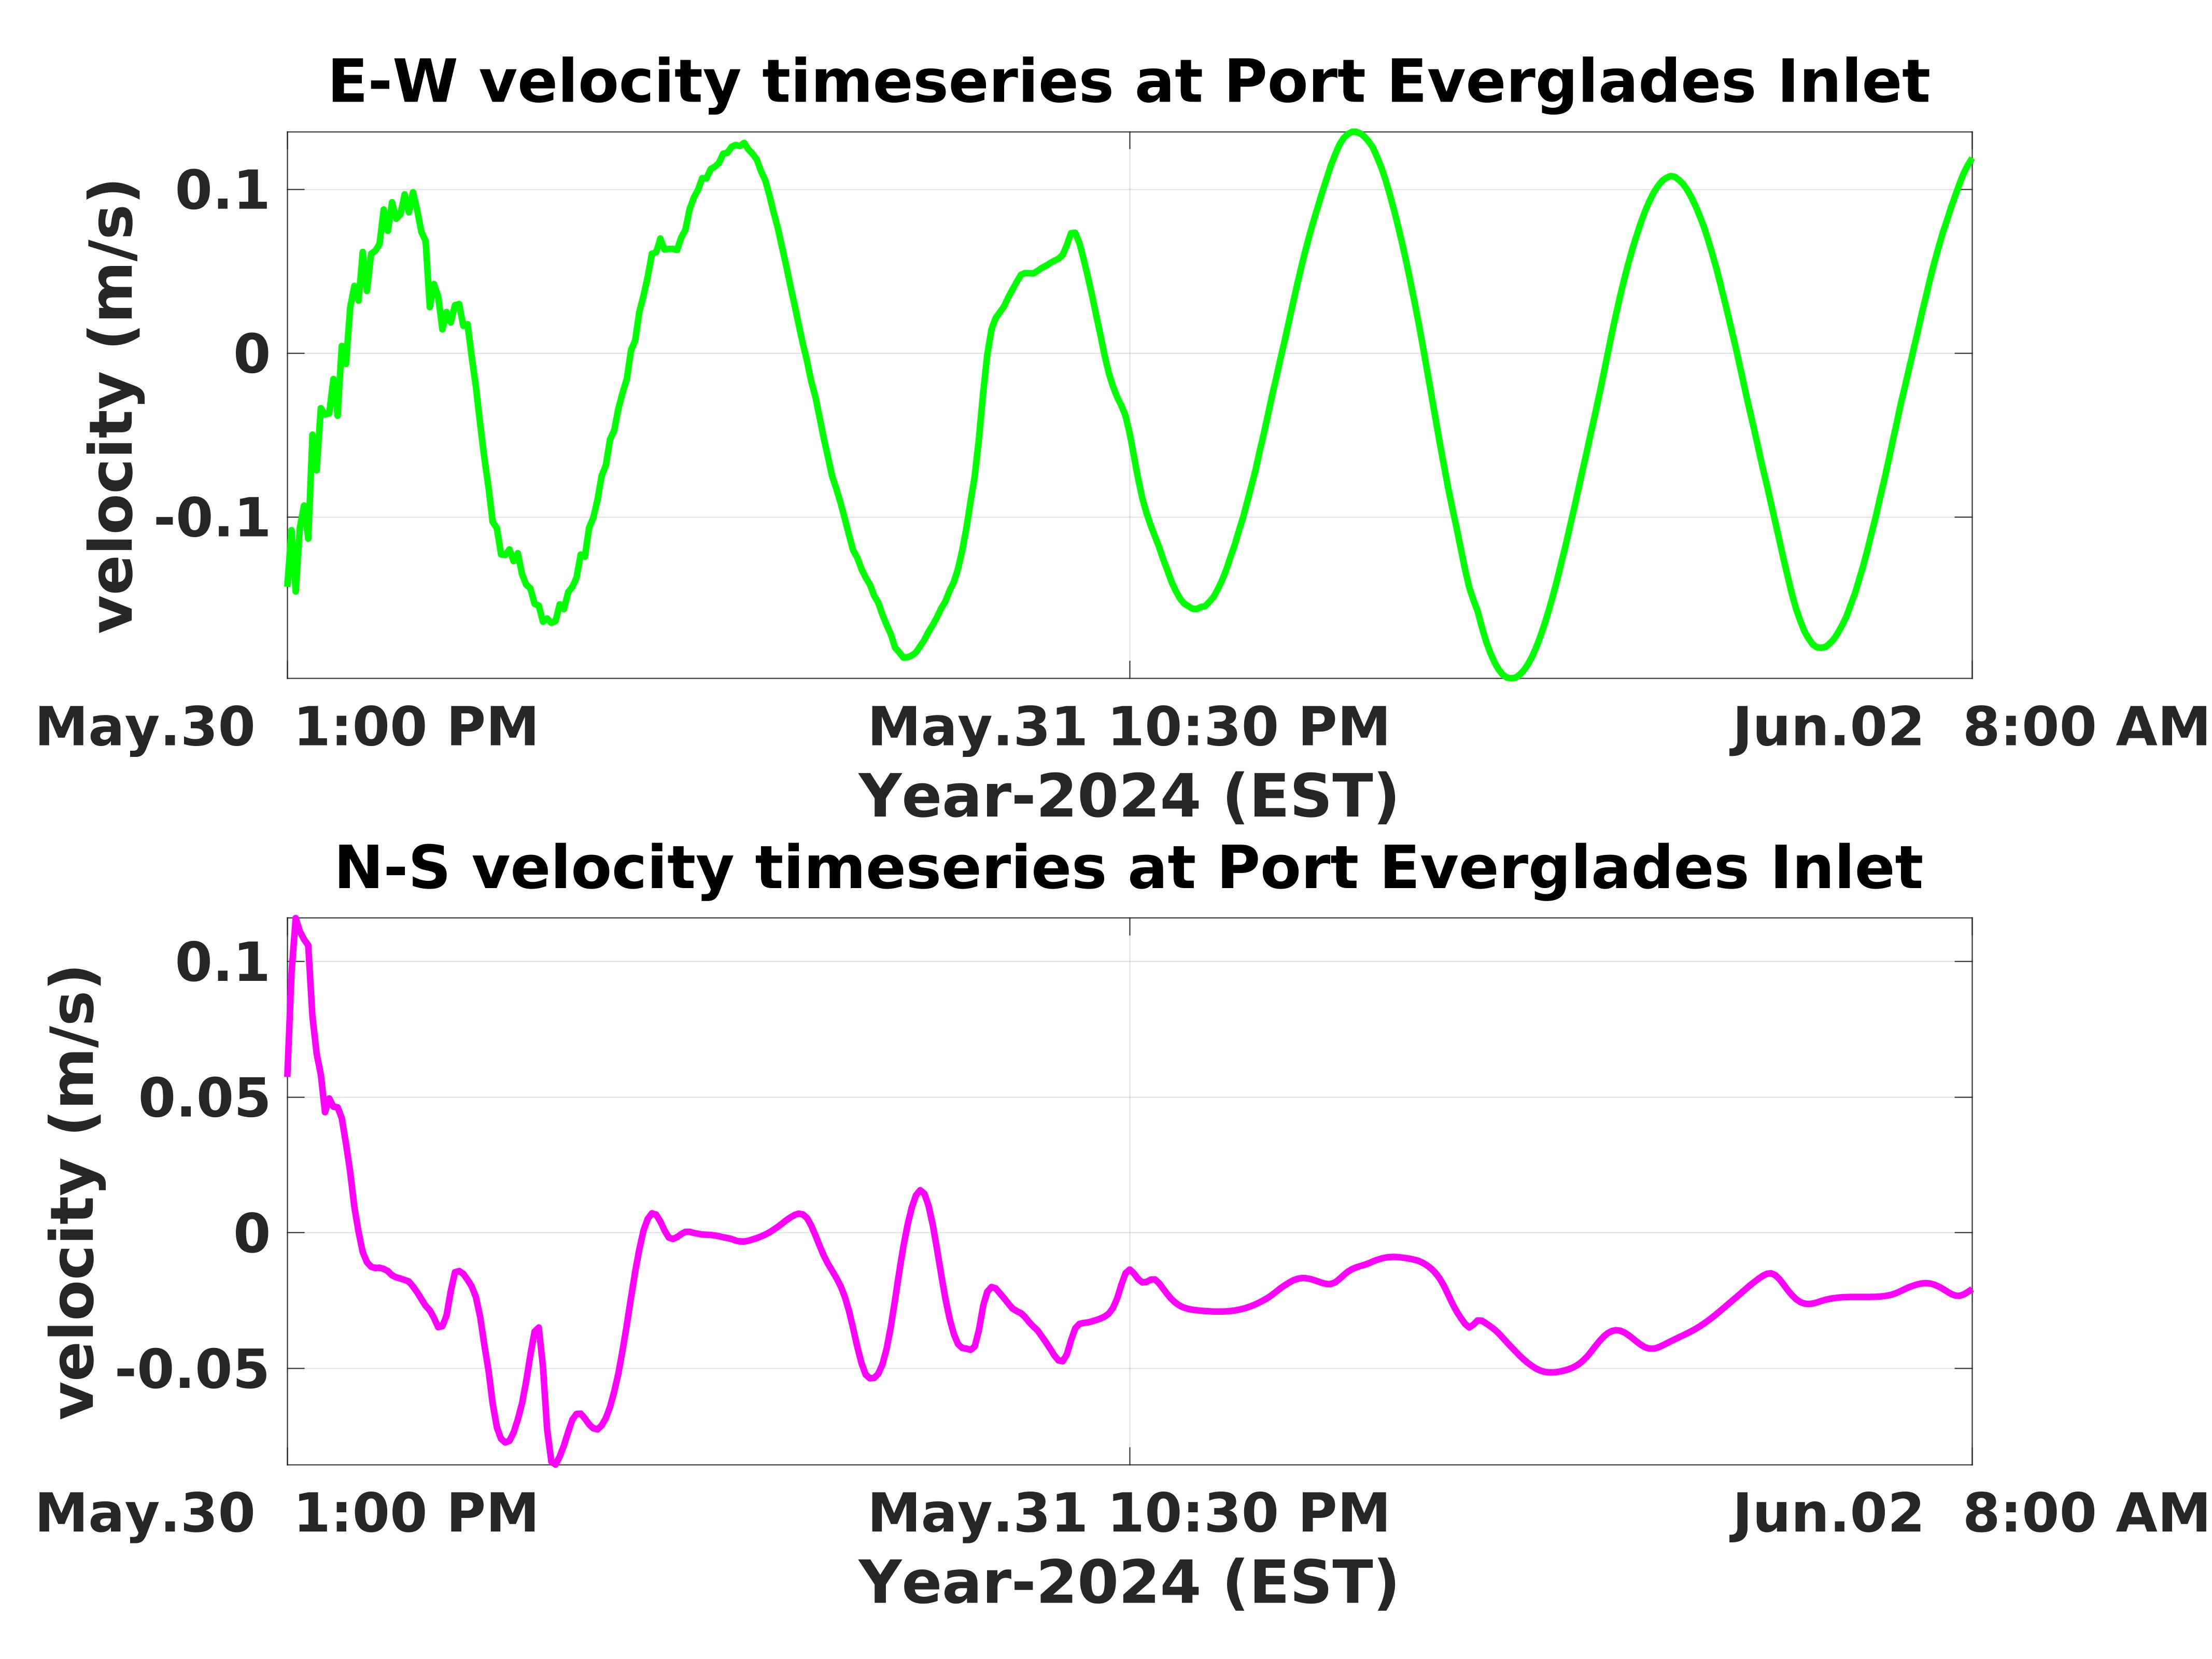 E-W velocity timeseries at Port Everglades Inlet
velocity (m/s)
0.1
0
-0.1
May.30 1:00 PM
May.31 10:30 PM
Jun.02 8:00 AM
Year-2024 (EST)
N-S velocity timeseries at Port Everglades Inlet
velocity (m/s)
0.1
0.05
0
-0.05
May.30 1:00 PM
May.31 10:30 PM
Jun.02 8:00 AM
Year-2024 (EST)